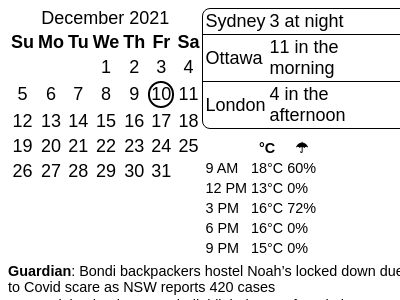 December 2021
Su Mo Tu We Th Fr Sa
1 2 3 4
5 6 7 8 9 10 11
12 13 14 15 16 17 18
19 20 21 22 23 24 25
26 27 28 29 30 31
Sydney 3 at night
Ottawa 11 in the
morning
London 4 in the
afternoon
°C ☂
9 AM 18°C 60%
12 PM 13°C 0%
3 PM 16°C 72%
6 PM 16°C 0%
9 PM 15°C 0%
Guardian: Bondi backpackers hostel Noah's locked down due
to Covid scare as NSW reports 420 cases